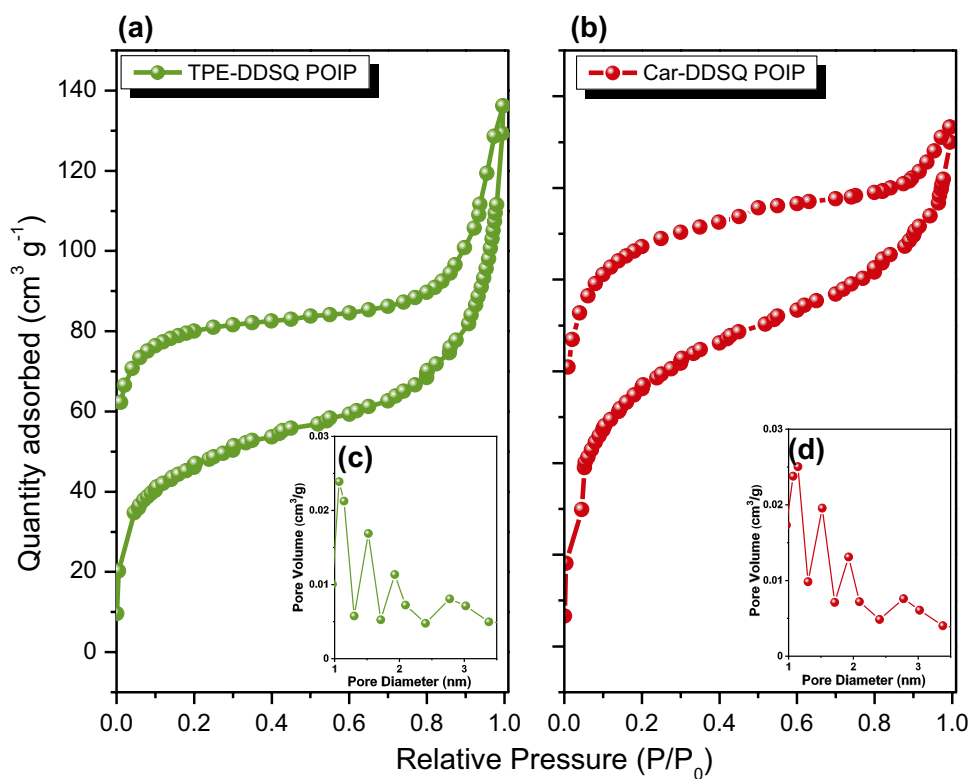 (a)
(b)
TPE-DDSQ POIP
Car-DDSQ POIP
Quantity adsorbed (cm³ g⁻¹)
140
120
100
80
60
40
20
0
0.0 0.2 0.4 0.6 0.8 1.0
0.0 0.2 0.4 0.6 0.8 1.0
Relative Pressure (P/P₀)
(c)
Pore Volume (cm³/g)
0.03
0.02
0.01
0
1 2 3
Pore Diameter (nm)
(d)
Pore Volume (cm³/g)
0.03
0.02
0.01
0
1 2 3
Pore Diameter (nm)